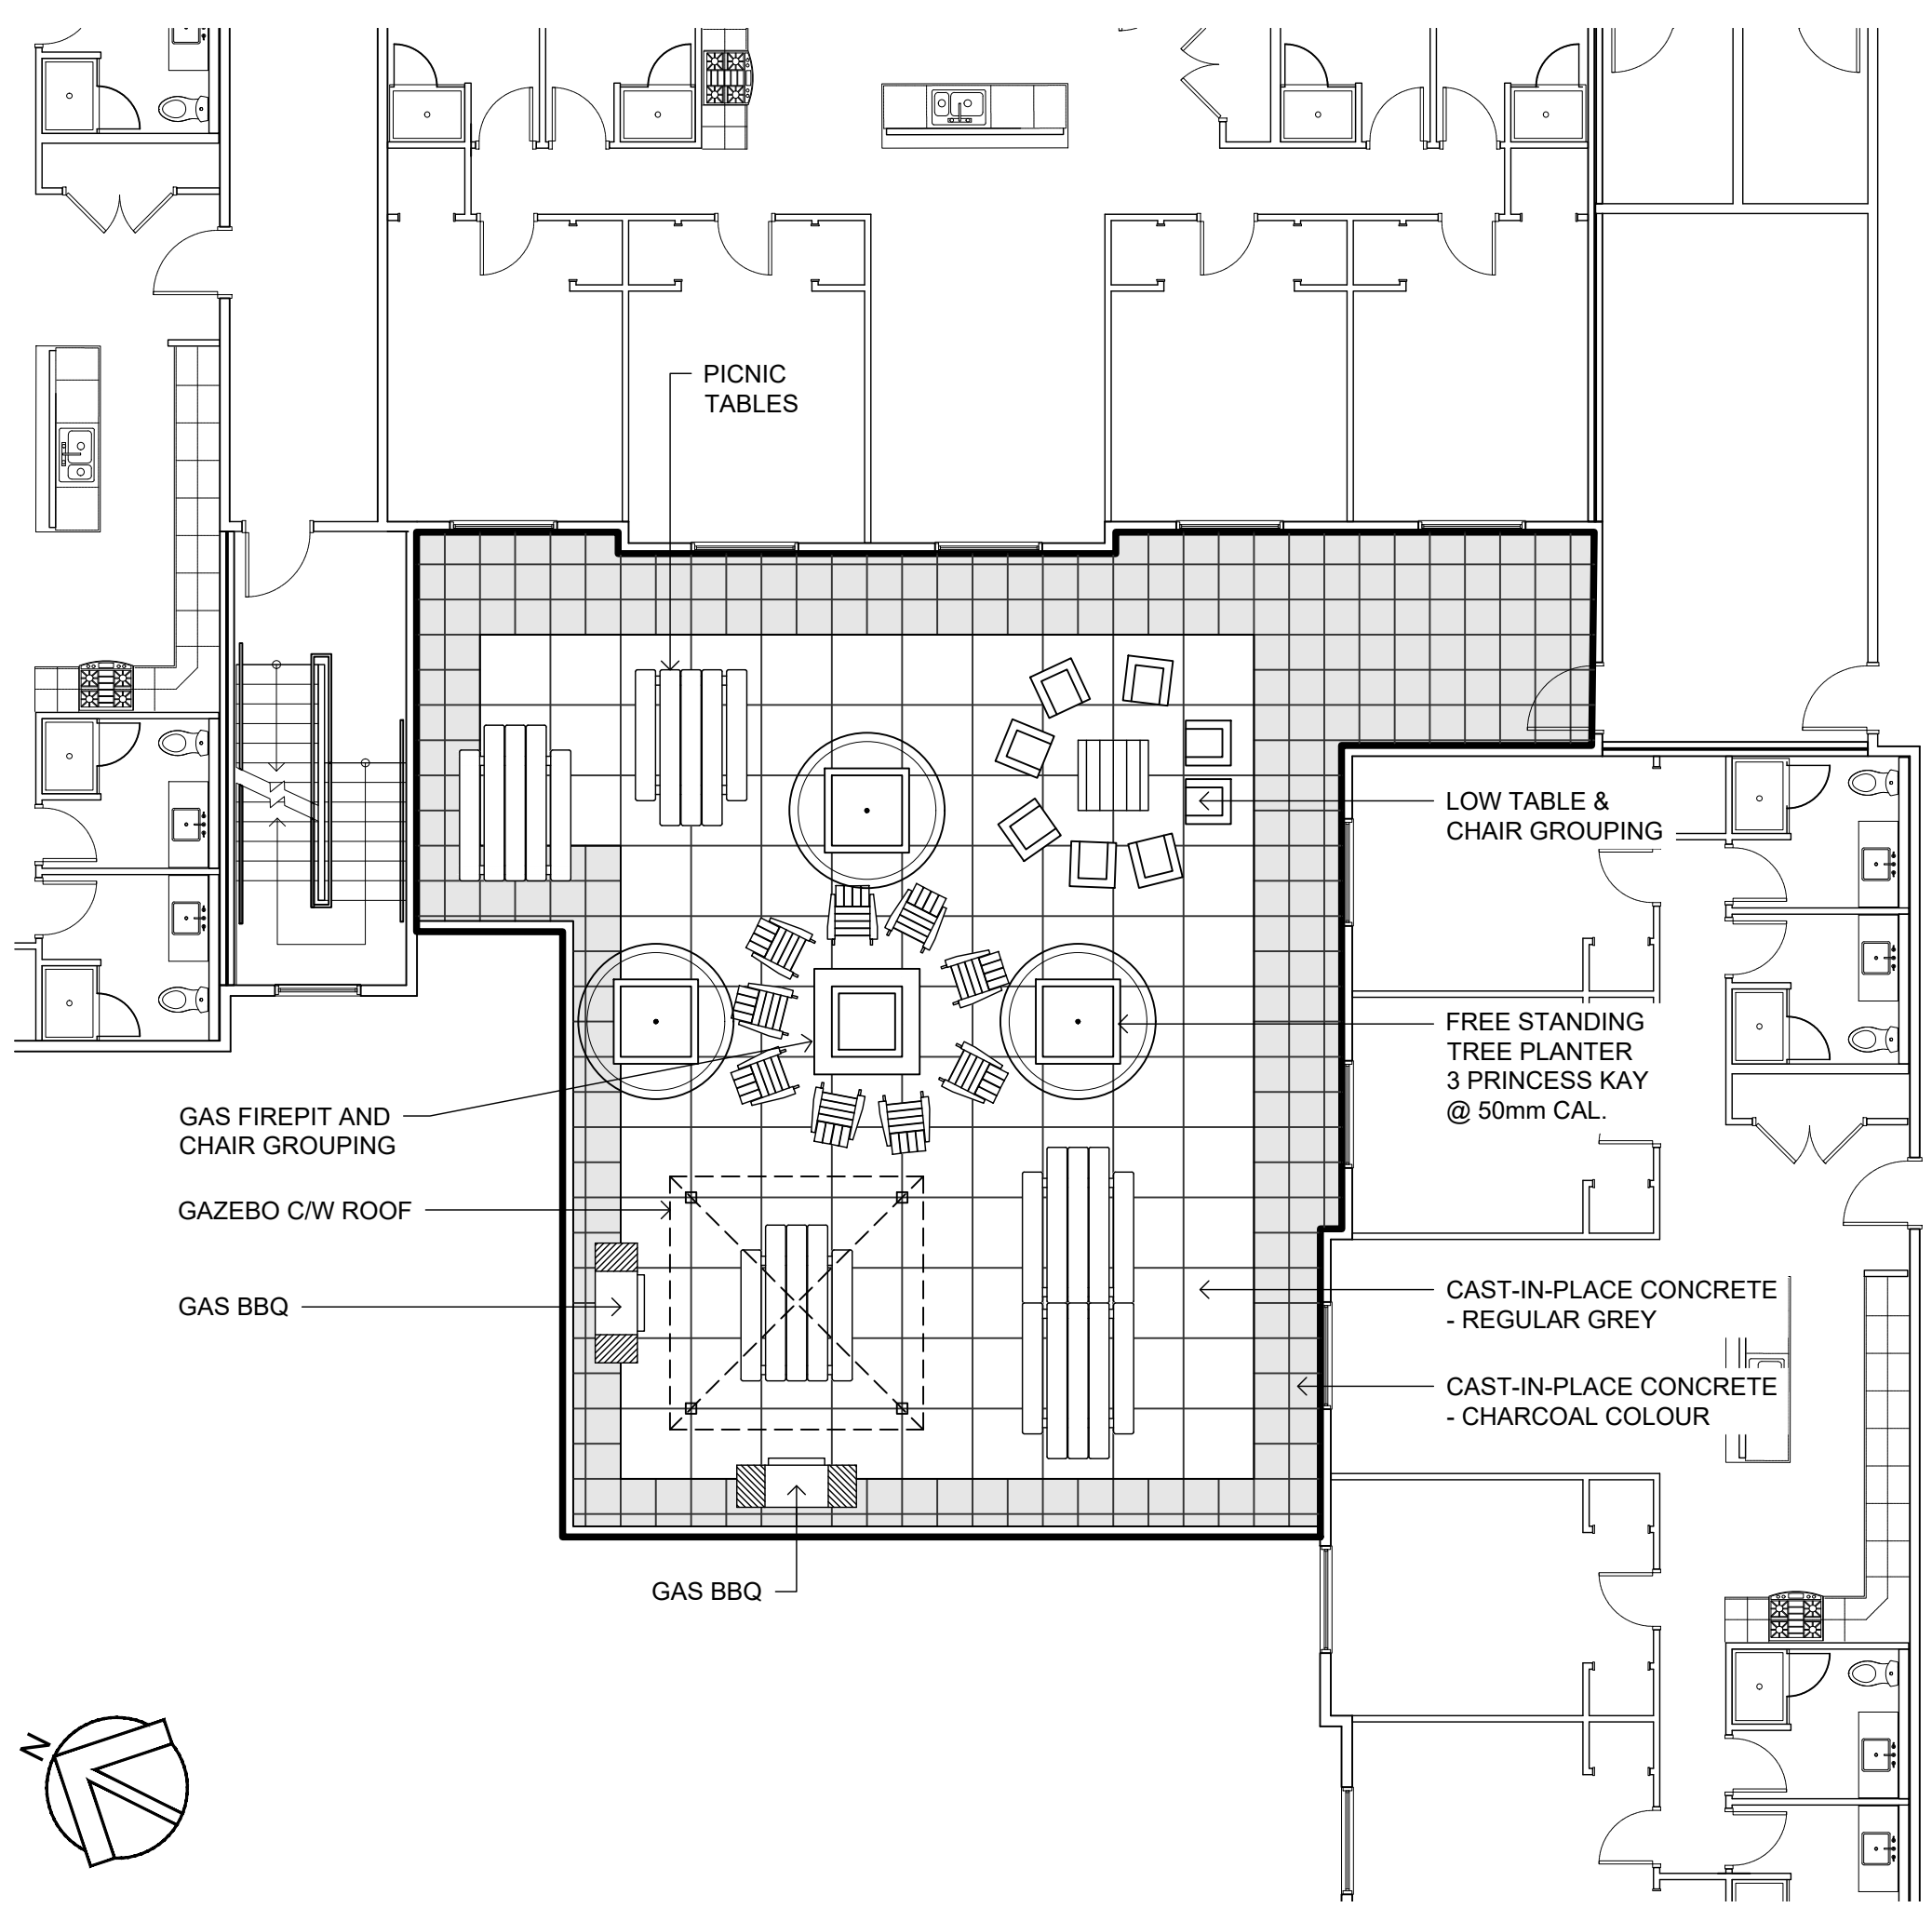 PICNIC
TABLES
LOW TABLE &
CHAIR GROUPING
FREE STANDING
TREE PLANTER
3 PRINCESS KAY
@ 50mm CAL.
GAS FIREPIT AND
CHAIR GROUPING
GAZEBO C/W ROOF
GAS BBQ
CAST-IN-PLACE CONCRETE
- REGULAR GREY
CAST-IN-PLACE CONCRETE
- CHARCOAL COLOUR
GAS BBQ
N